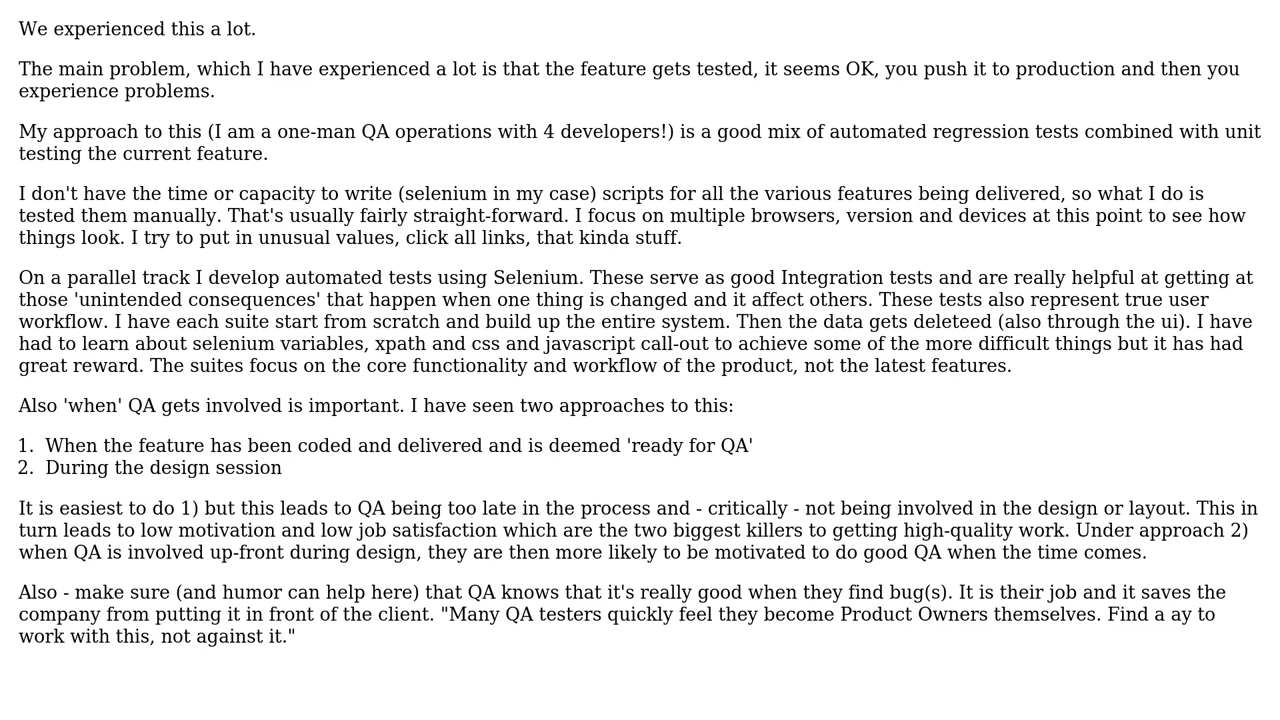 We experienced this a lot.
The main problem, which I have experienced a lot is that the feature gets tested, it seems OK, you push it to production and then you
experience problems.
My approach to this (I am a one-man QA operations with 4 developers!) is a good mix of automated regression tests combined with unit
testing the current feature.
I don't have the time or capacity to write (selenium in my case) scripts for all the various features being delivered, so what I do is
tested them manually. That's usually fairly straight-forward. I focus on multiple browsers, version and devices at this point to see how
things look. I try to put in unusual values, click all links, that kinda stuff.
On a parallel track I develop automated tests using Selenium. These serve as good Integration tests and are really helpful at getting at
those 'unintended consequences' that happen when one thing is changed and it affect others. These tests also represent true user
workflow. I have each suite start from scratch and build up the entire system. Then the data gets deleteed (also through the ui). I have
had to learn about selenium variables, xpath and css and javascript call-out to achieve some of the more difficult things but it has had
great reward. The suites focus on the core functionality and workflow of the product, not the latest features.
Also 'when' QA gets involved is important. I have seen two approaches to this:
1. When the feature has been coded and delivered and is deemed 'ready for QA'
2. During the design session
It is easiest to do 1) but this leads to QA being too late in the process and - critically - not being involved in the design or layout. This in
turn leads to low motivation and low job satisfaction which are the two biggest killers to getting high-quality work. Under approach 2)
when QA is involved up-front during design, they are then more likely to be motivated to do good QA when the time comes.
Also - make sure (and humor can help here) that QA knows that it's really good when they find bug(s). It is their job and it saves the
company from putting it in front of the client. "Many QA testers quickly feel they become Product Owners themselves. Find a ay to
work with this, not against it."